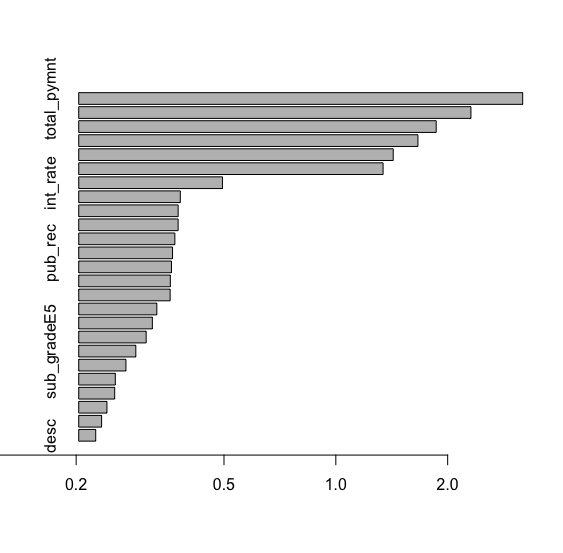 total_pymnt
int_rate
pub_rec
sub_gradeE5
desc
0.2 0.5 1.0 2.0